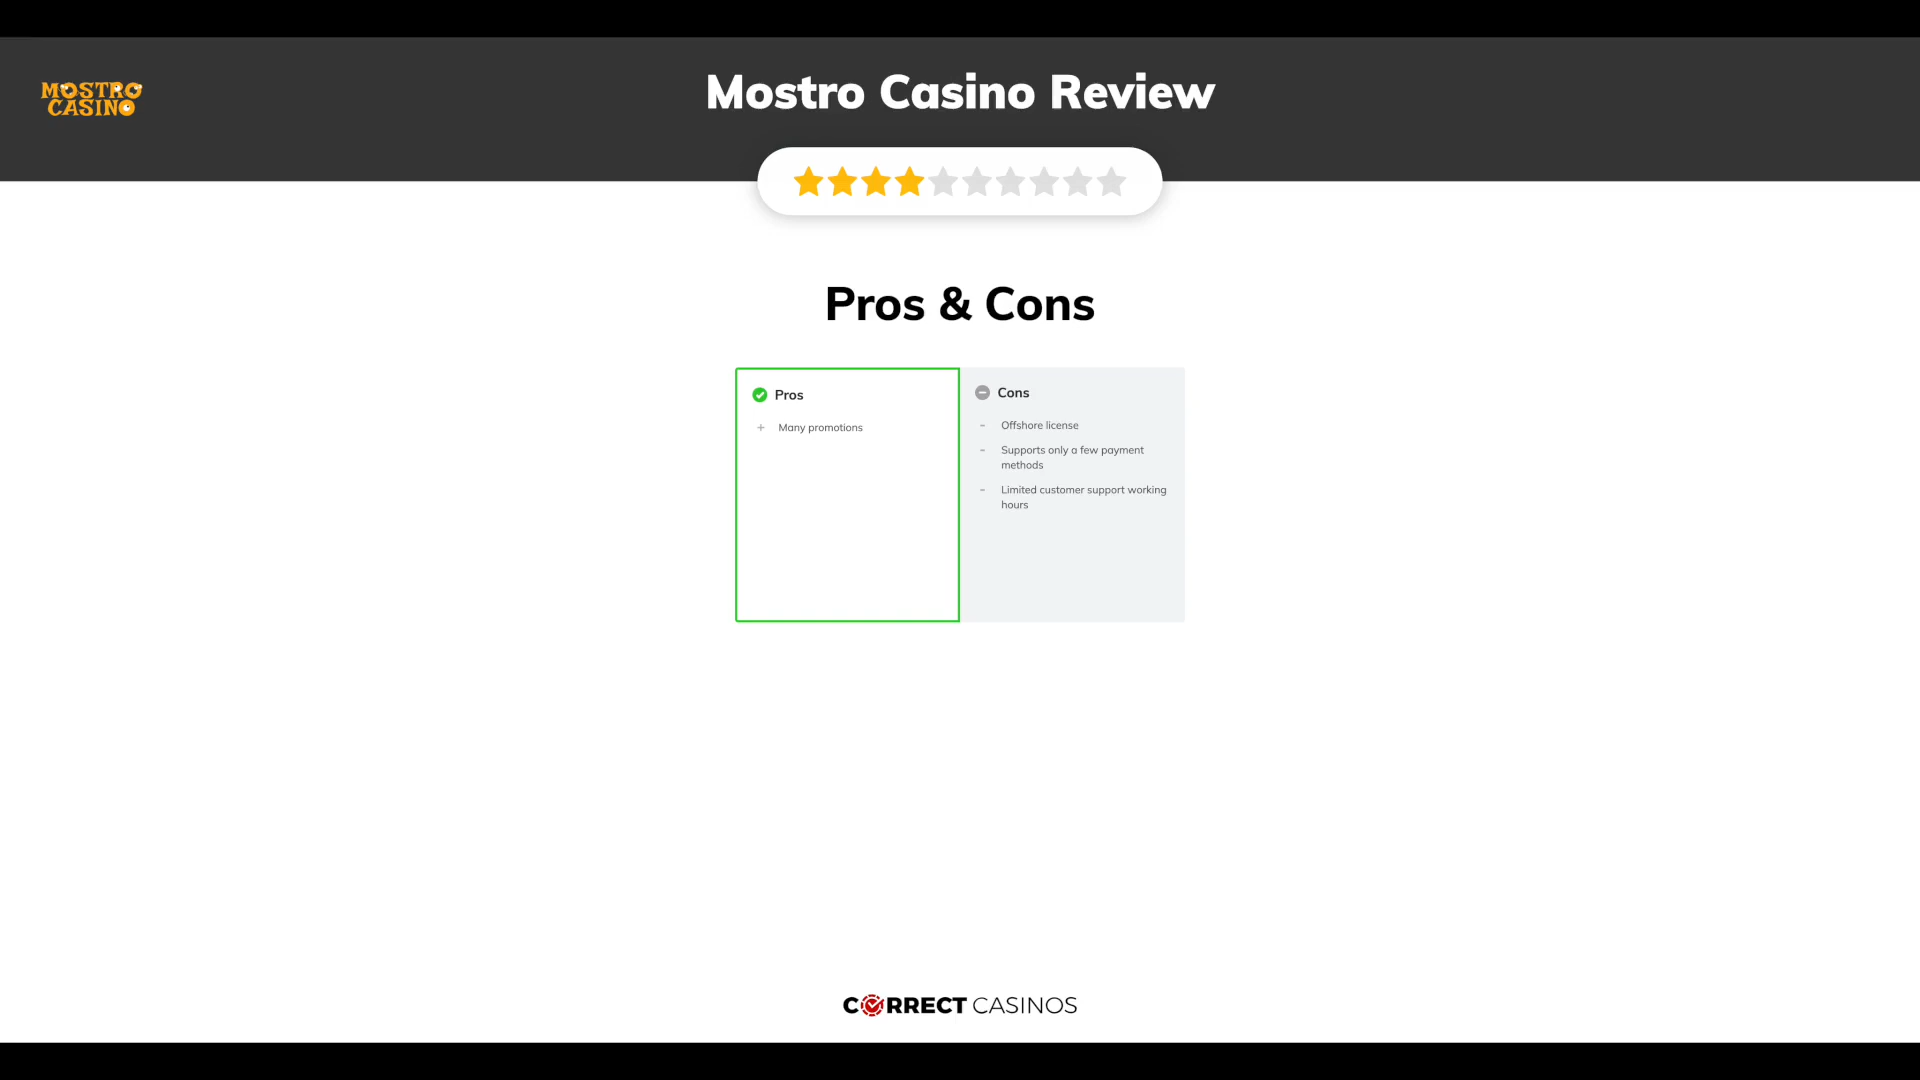 MOSTRO
CASINO
Mostro Casino Review
Pros & Cons
Pros
+ Many promotions
Cons
- Offshore license
- Supports only a few payment
methods
- Limited customer support working
hours
CORRECT CASINOS